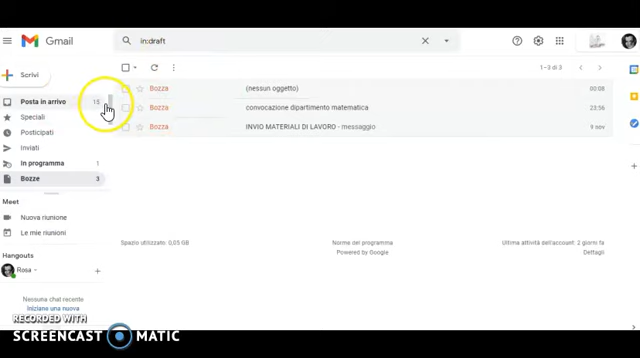 Gmail
in:draft
Scrivi
1–3 di 3
Posta in arrivo 15
Bozza (nessun oggetto) 00:08
Speciali
Bozza convocazione dipartimento matematica 23:56
Posticipati
Bozza INVIO MATERIALI DI LAVORO - messaggio 9 nov
Inviati
In programma 1
Bozze 3
Meet
Nuova riunione
Le mie riunioni
Spazio utilizzato: 0,05 GB
Norme del programma
Powered by Google
Ultima attività dell'account: 2 giorni fa
Dettagli
Hangouts
Rosa
Nessuna chat recente
Iniziane una nuova
RECORDED WITH
SCREENCAST MATIC